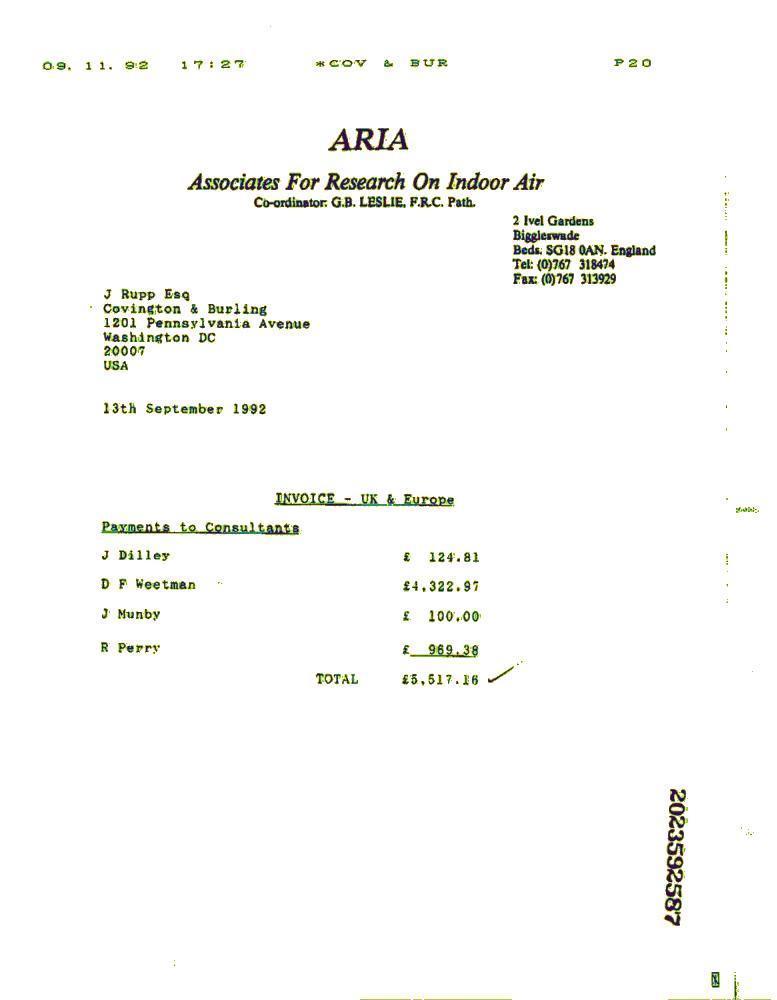 09. 11. 92 17:27 *COV & BUR P20
ARIA
Associates For Research On Indoor Air
Co-ordinator: G.B. LESLIE, F.R.C. Path.
2 Ivel Gardens
Biggleswade
Beds. SG18 0AN. England
Tel: (0)767 318474
Fax: (0)767 313929
J Rupp Esq
Covington & Burling
1201 Pennsylvania Avenue
Washington DC
20007
USA
13th September 1992
INVOICE - UK & Europe
Payments to Consultants
J Dilley £ 124.81
D F Weetman £4,322.97
J Munby £ 100.00
R Perry £ 969.38
TOTAL £5,517.16
2023592587